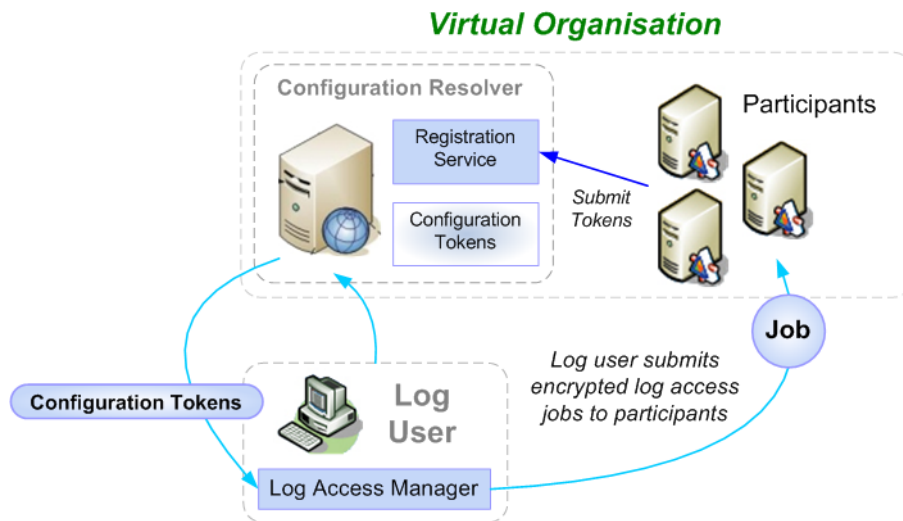 Virtual Organisation
Configuration Resolver
Registration
Service
Configuration
Tokens
Participants
Submit
Tokens
Job
Log user submits
encrypted log access
jobs to participants
Configuration Tokens
Log
User
Log Access Manager